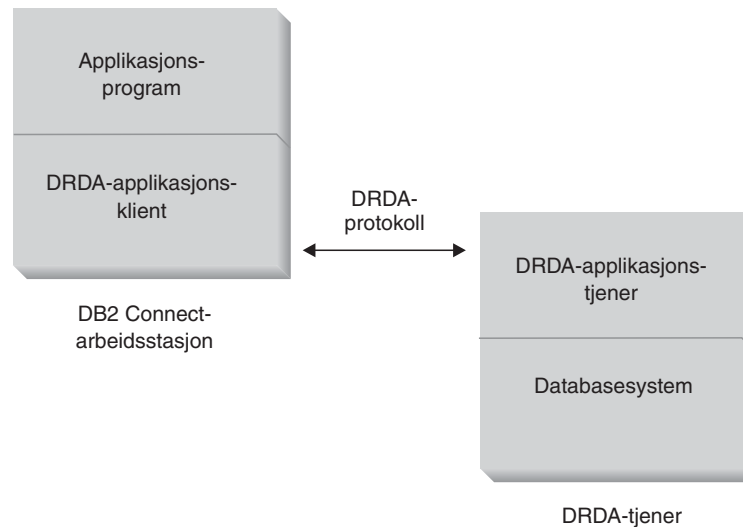 Applikasjons-
program
DRDA-applikasjons-
klient
DB2 Connect-
arbeidsstasjon
DRDA-
protokoll
DRDA-applikasjons-
tjener
Databasesystem
DRDA-tjener